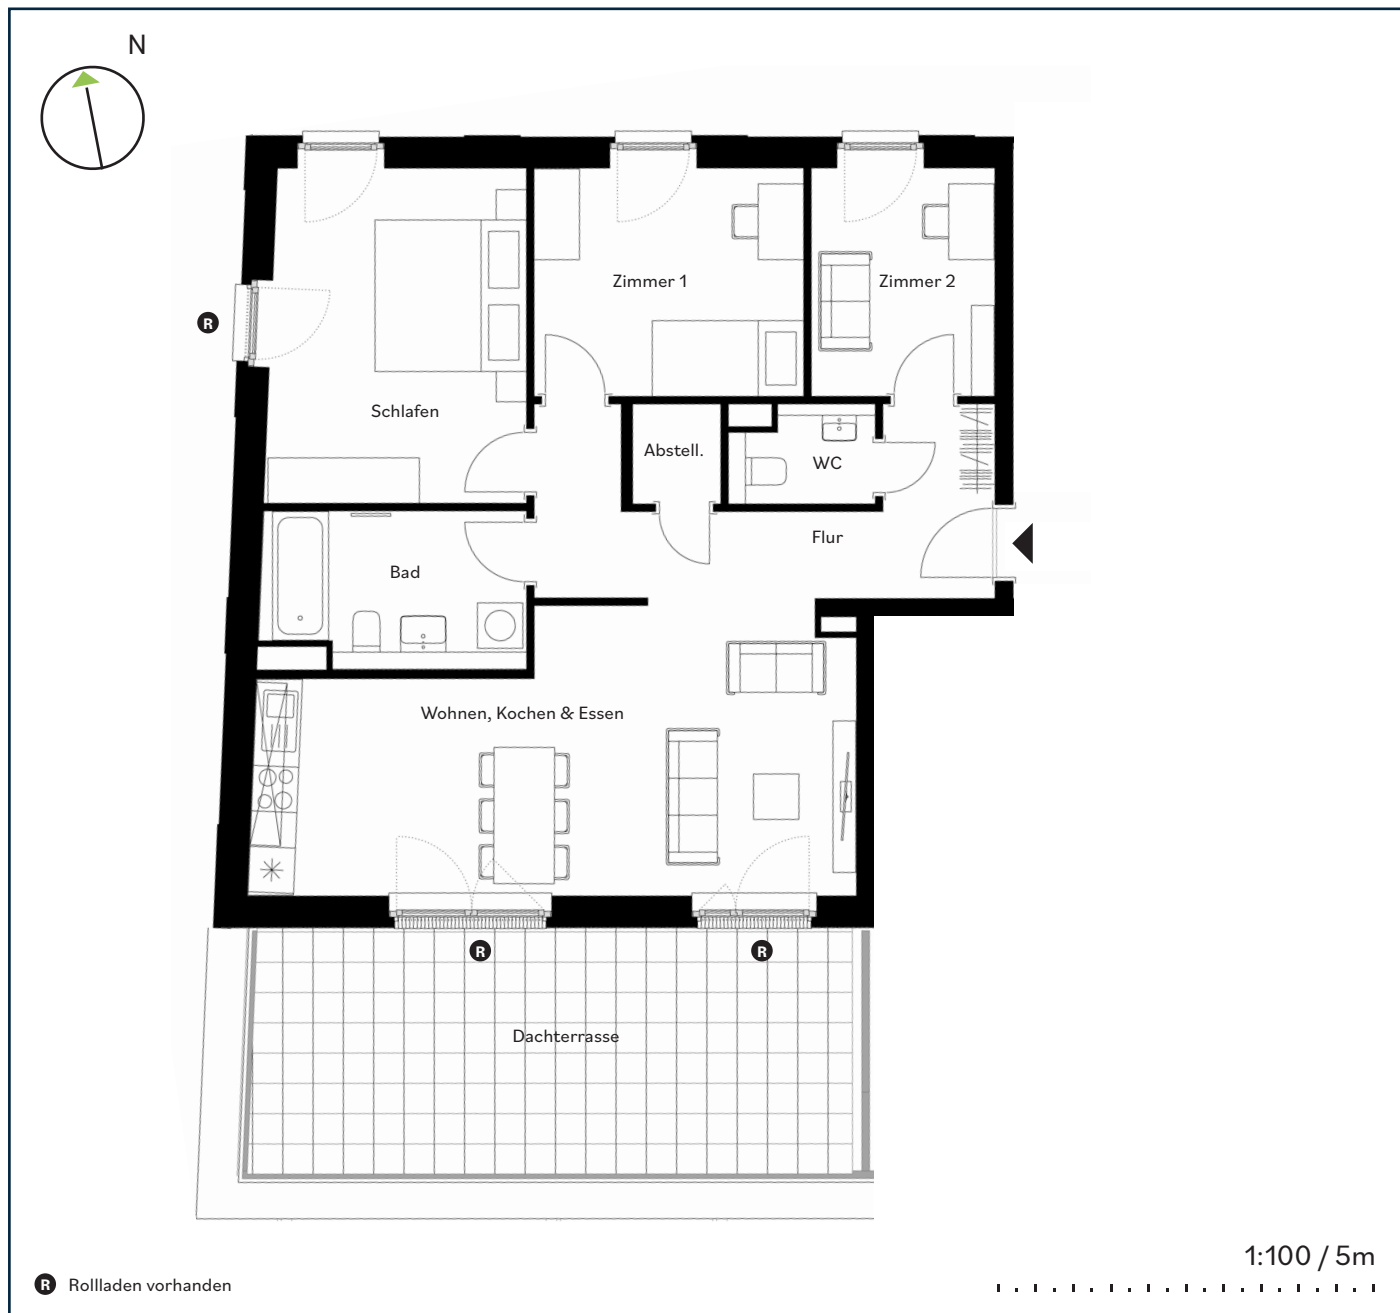 N
Zimmer 1
Zimmer 2
R
Schlafen
Abstell.
WC
Flur
Bad
Wohnen, Kochen & Essen
R
R
Dachterrasse
1:100 / 5m
R Rollladen vorhanden